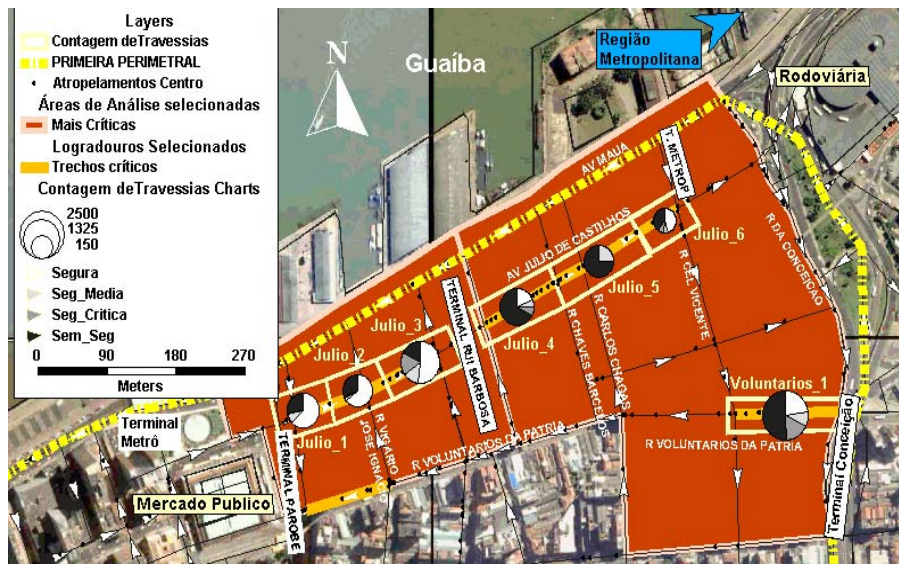 Layers
Contagem deTravessias
PRIMEIRA PERIMETRAL
Atropelamentos Centro
Áreas de Análise selecionadas
Mais Críticas
Logradouros Selecionados
Trechos críticos
Contagem deTravessias Charts
2500
1325
150
Segura
Seg_Media
Seg_Critica
Sem_Seg
0 90 180 270
Meters
N
Guaíba
Região
Metropolitana
Rodoviária
AV MAUA
T. METROP
AV JULIO DE CASTILHOS
Julio_6
R DA CONCEIÇÃO
Julio_5
R CEL VICENTE
TERMINAL RUI BARBOSA
Julio_3
Julio_4
R CARLOS CHAGAS
R CHAVES BARCELOS
Julio_2
Voluntarios_1
Julio_1
R VIGARIO
JOSE IGNACIO
R VOLUNTARIOS DA PATRIA
R VOLUNTARIOS DA PATRIA
Terminal
Metrô
TERMINAL PAROBE
Mercado Publico
Terminal Conceição